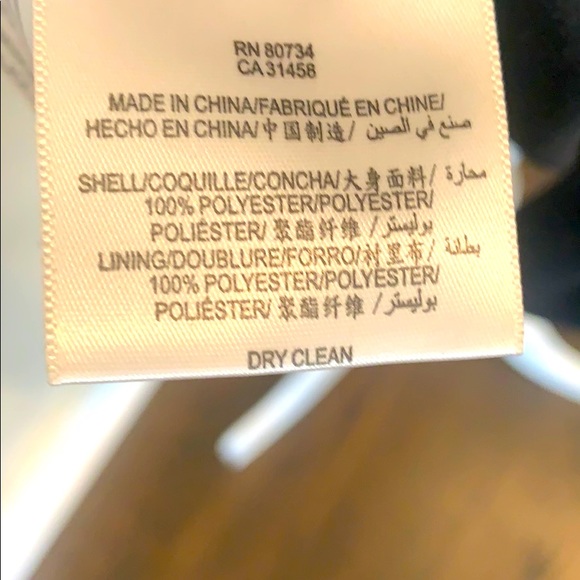 RN 80734
CA 31458
MADE IN CHINA/FABRIQUÉ EN CHINE/
HECHO EN CHINA/中国制造/ صنع في الصين
SHELL/COQUILLE/CONCHA/大身面料/ محارة
100% POLYESTER/POLYESTER/
POLIÉSTER/ 聚酯纤维 /بوليستر
LINING/DOUBLURE/FORRO/衬里布/ بطانة
100% POLYESTER/POLYESTER/
POLIÉSTER/ 聚酯纤维 /بوليستر
DRY CLEAN